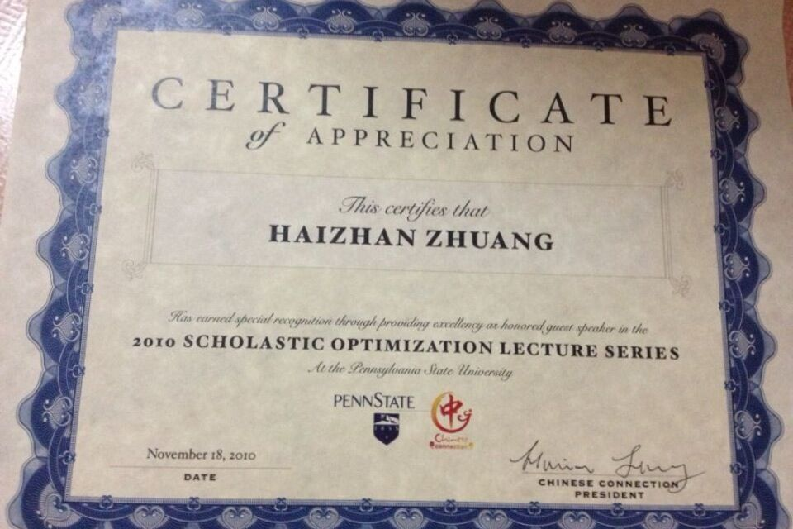 CERTIFICATE
of APPRECIATION
This certifies that
HAIZHAN ZHUANG
Has earned special recognition through providing excellency as honored guest speaker in the
2010 SCHOLASTIC OPTIMIZATION LECTURE SERIES
At the Pennsylvania State University
PENNSTATE
中
November 18, 2010
DATE
CHINESE CONNECTION
PRESIDENT